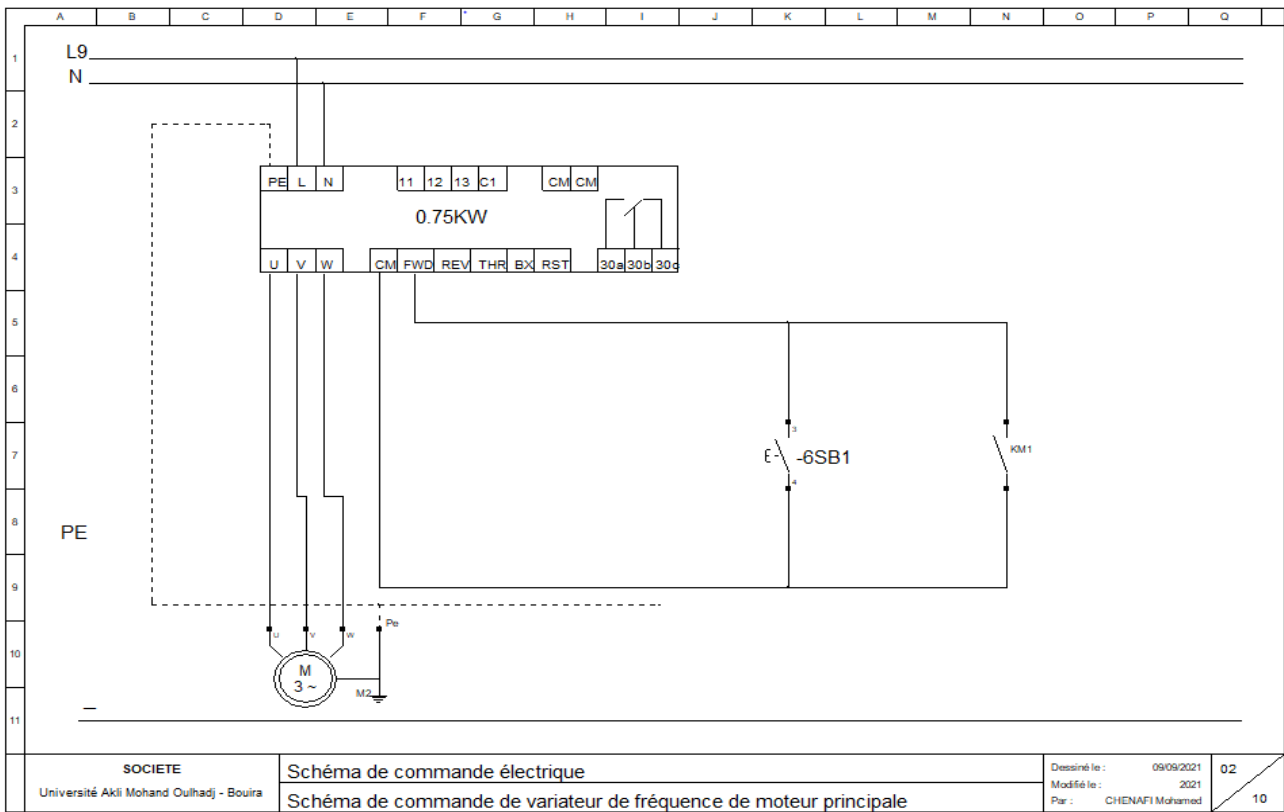 A B C D E F G H I J K L M N O P Q
1
L9
N
2
3
PE L N 11 12 13 C1 CM CM
0.75KW
4
U V W CM FWD REV THR BX RST 30a 30b 30c
5
6
7
3
E -6SB1
4
KM1
8
PE
9
Pe
U V W
10
M
3 ~
M2
11
SOCIETE
Université Akli Mohand Oulhadj - Bouira
Schéma de commande électrique
Schéma de commande de variateur de fréquence de moteur principale
Dessiné le : 09/09/2021
Modifié le : 2021
Par : CHENAFI Mohamed
02
10